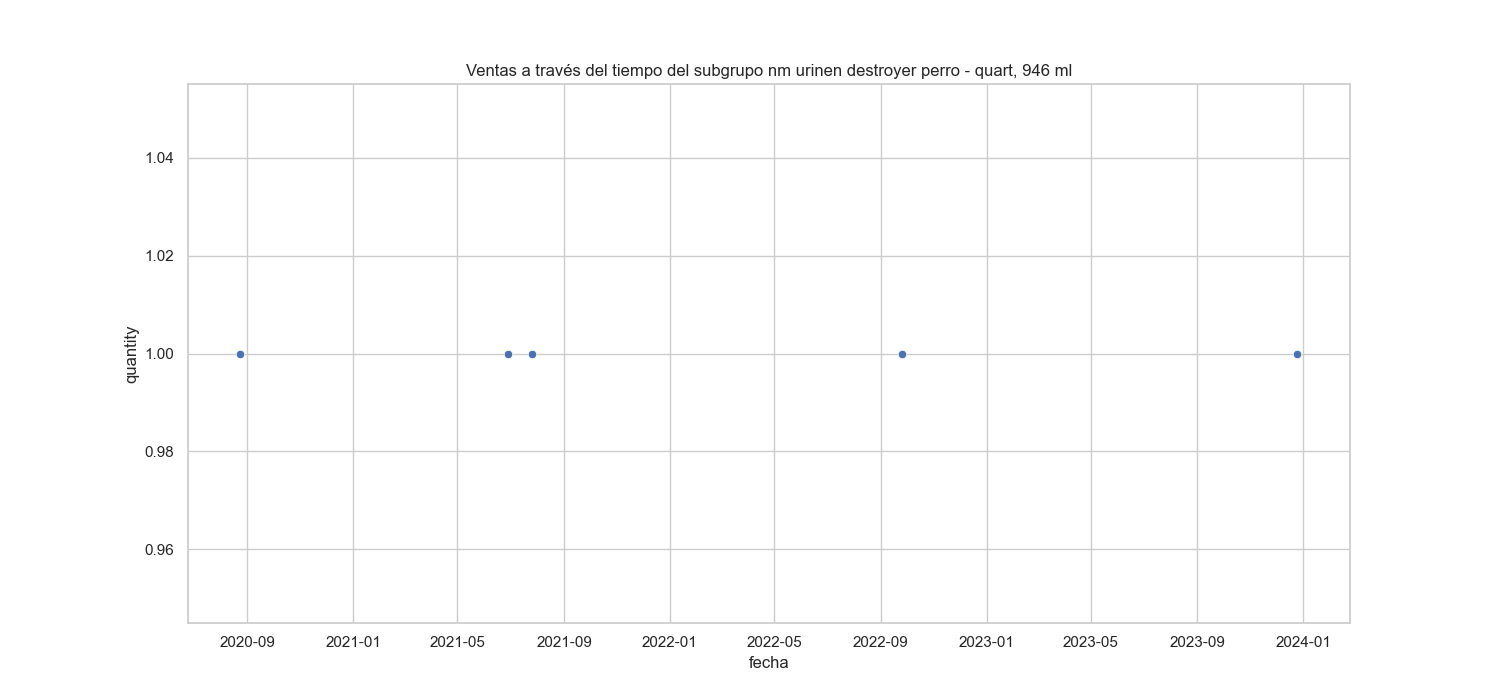 Ventas a través del tiempo del subgrupo nm urinen destroyer perro - quart, 946 ml
1.04
1.02
1.00
0.98
0.96
quantity
2020-09 2021-01 2021-05 2021-09 2022-01 2022-05 2022-09 2023-01 2023-05 2023-09 2024-01
fecha